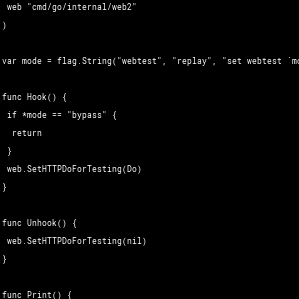 web "cmd/go/internal/web2"
)
var mode = flag.String("webtest", "replay", "set webtest `mo
func Hook() {
if *mode == "bypass" {
return
}
web.SetHTTPDoForTesting(Do)
}
func Unhook() {
web.SetHTTPDoForTesting(nil)
}
func Print() {